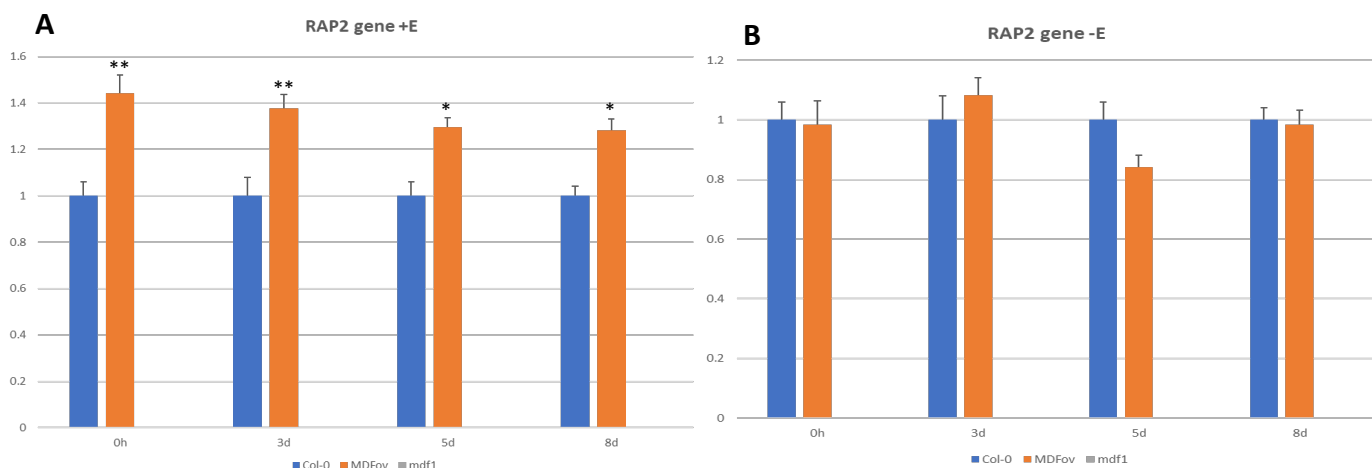 A
RAP2 gene +E
1.6
1.4
1.2
1
0.8
0.6
0.4
0.2
0
** ** * *
0h 3d 5d 8d
Col-0 MDFov mdf1
B
RAP2 gene -E
1.2
1
0.8
0.6
0.4
0.2
0
0h 3d 5d 8d
Col-0 MDFov mdf1